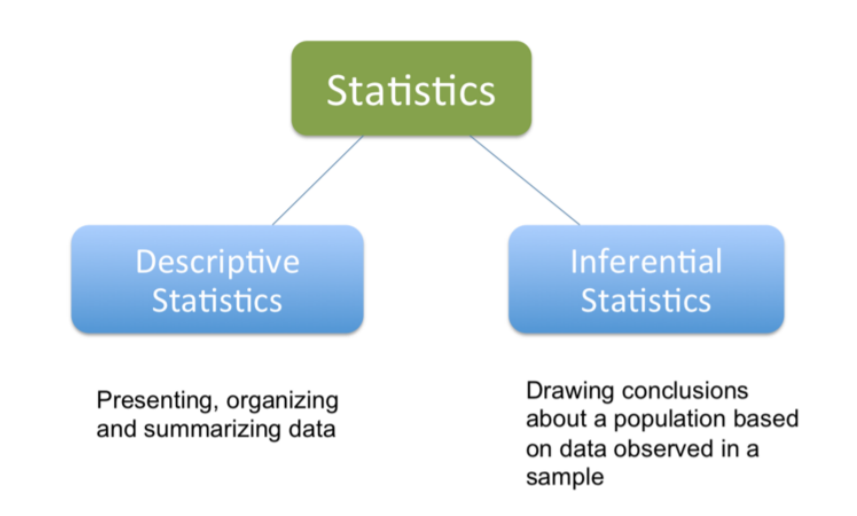 Statistics
Descriptive
Statistics
Inferential
Statistics
Presenting, organizing
and summarizing data
Drawing conclusions
about a population based
on data observed in a
sample